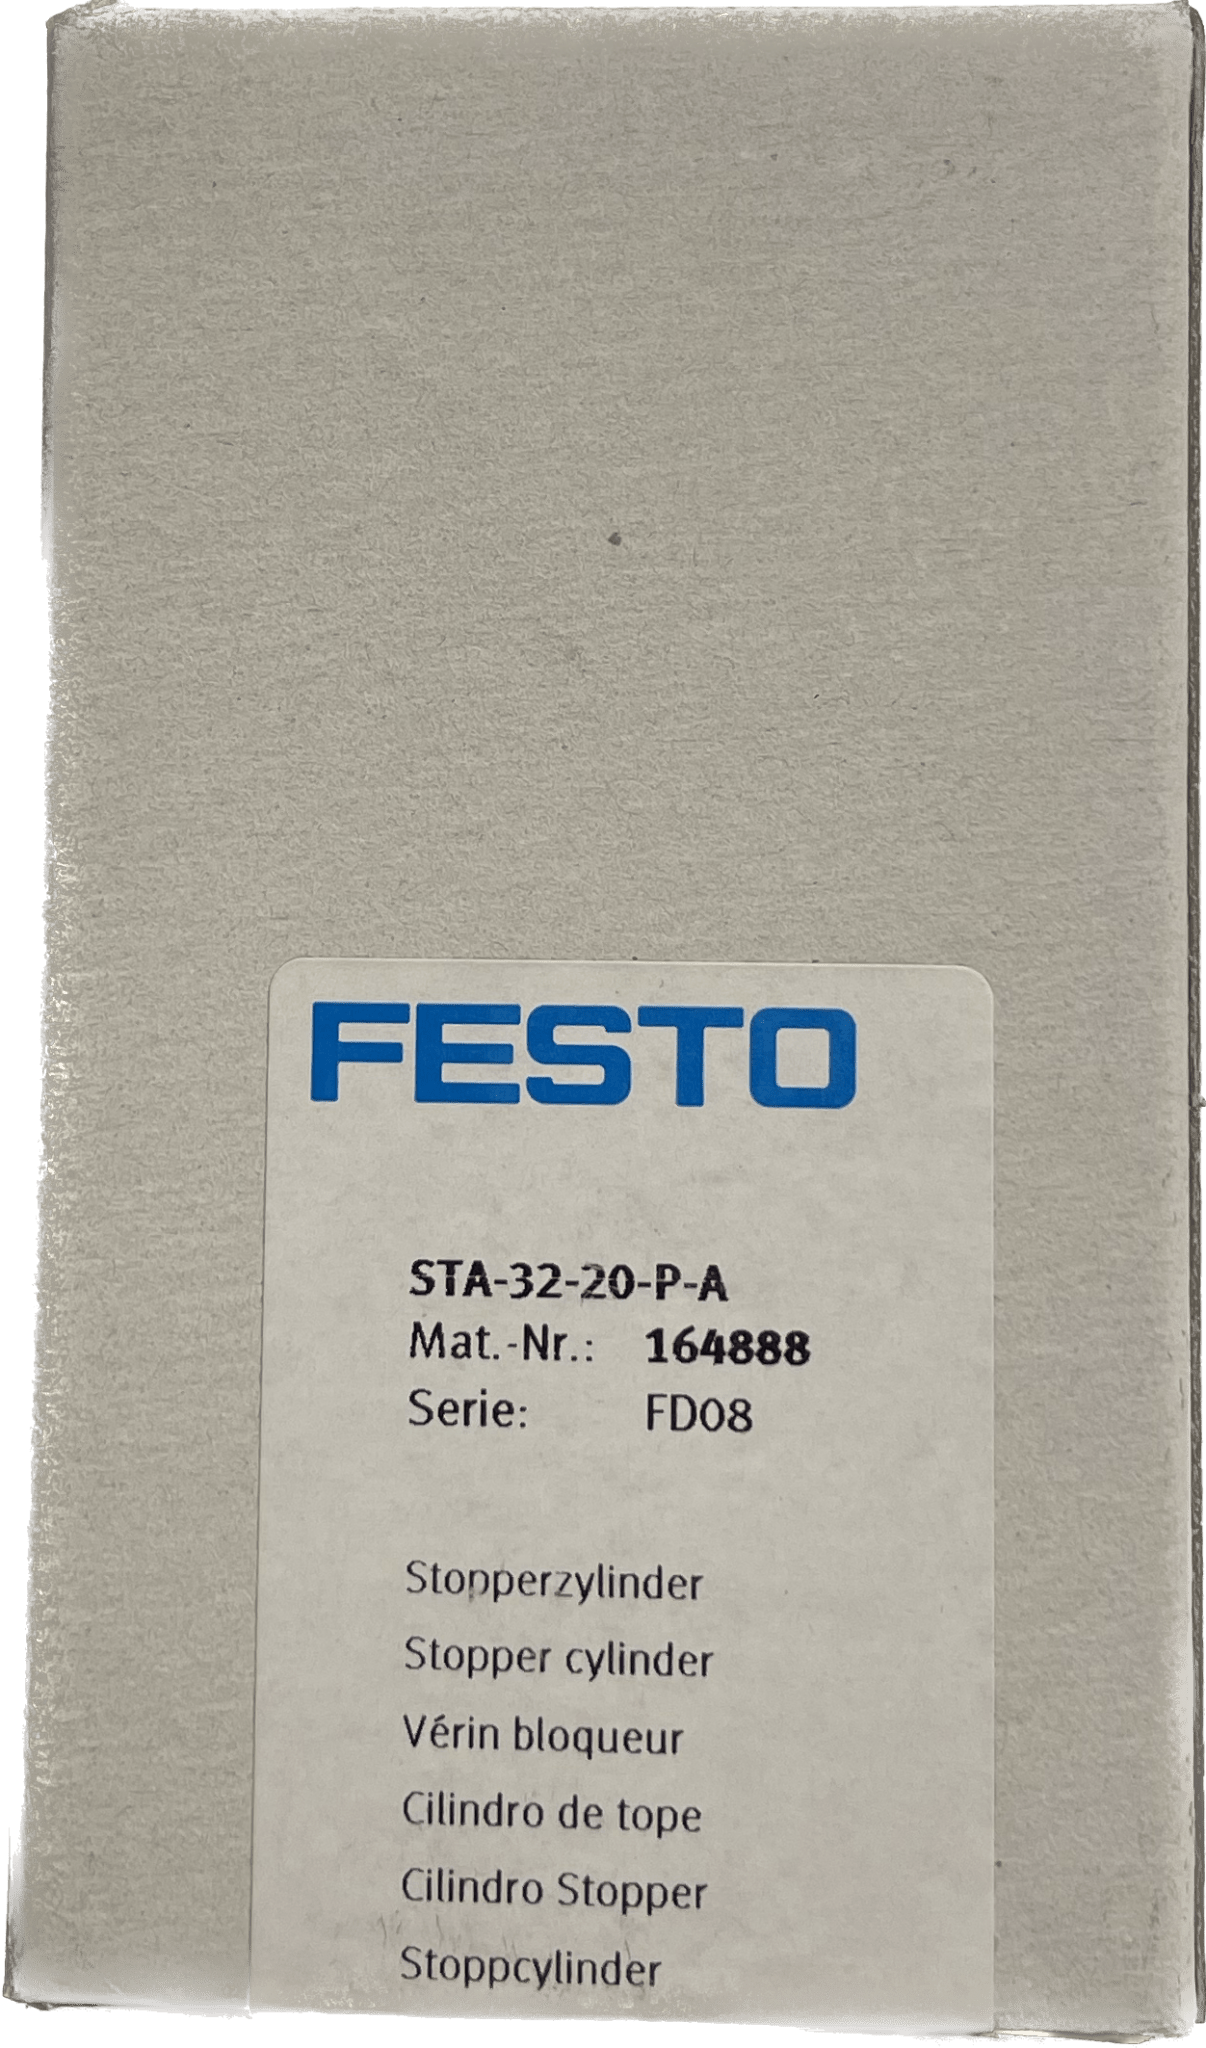 FESTO
STA-32-20-P-A
Mat.-Nr.: 164888
Serie: FD08
Stopperzylinder
Stopper cylinder
Vérin bloqueur
Cilindro de tope
Cilindro Stopper
Stoppcylinder